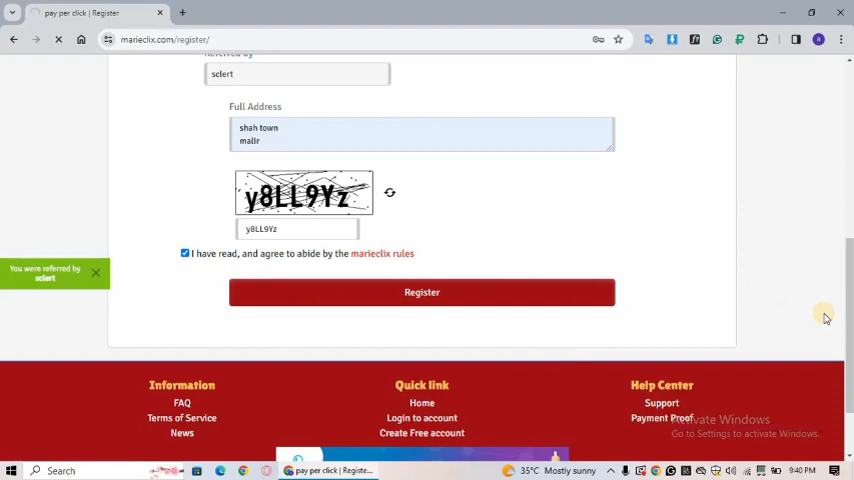 pay per click | Register
marieclix.com/register/
Referred by
sclert
Full Address
shah town
malir
y8LL9Yz
y8LL9Yz
I have read, and agree to abide by the marieclix rules
You were referred by
sclert
Register
Information
Quick link
Help Center
FAQ
Home
Support
Terms of Service
Login to account
Payment Proof
News
Create Free account
Activate Windows
Go to Settings to activate Windows.
Search
pay per click | Registe...
35°C Mostly sunny
9:40 PM